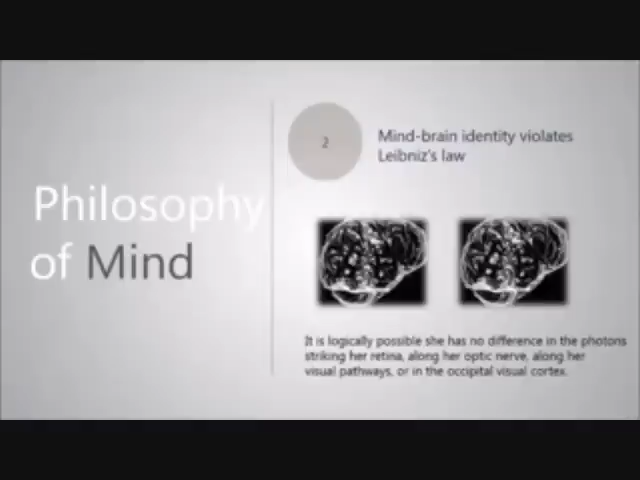 Philosophy
of Mind
2
Mind-brain identity violates
Leibniz's law
It is logically possible she has no difference in the photons
striking her retina, along her optic nerve, along her
visual pathways, or in the occipital visual cortex.